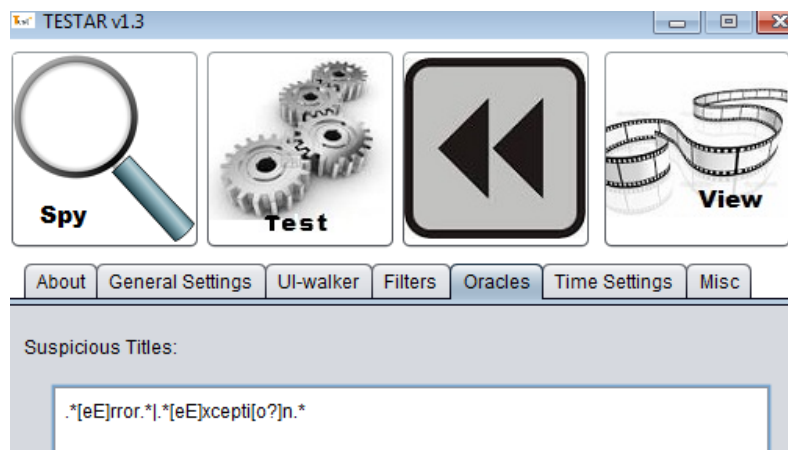 TESTAR v1.3
Spy
Test
View
About General Settings UI-walker Filters Oracles Time Settings Misc
Suspicious Titles:
.*[eE]rror.*|.*[eE]xcepti[o?]n.*